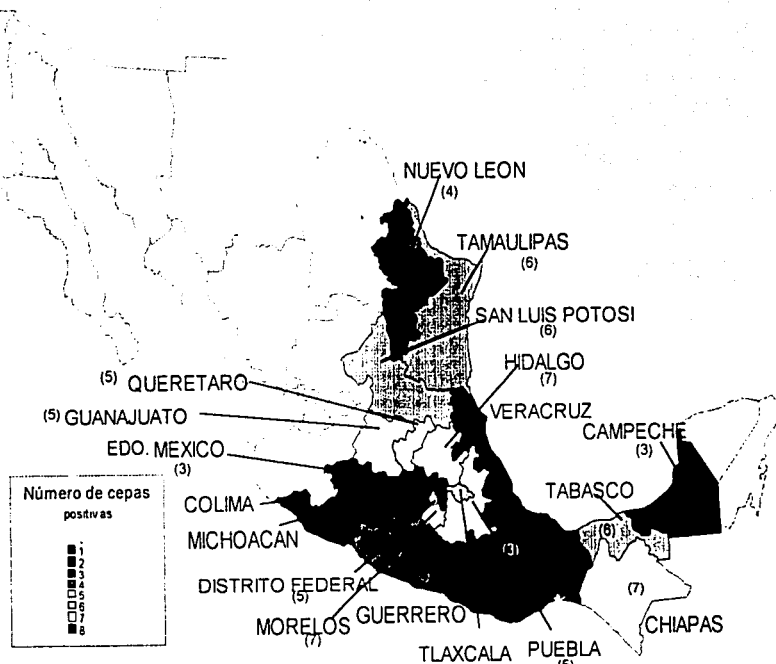 NUEVO LEON
(4)
TAMAULIPAS
(6)
SAN LUIS POTOSI
(6)
HIDALGO
(7)
(5) QUERETARO
VERACRUZ
(5) GUANAJUATO
CAMPECHE
(3)
EDO. MEXICO
(3)
TABASCO
(6)
Número de cepas
positivas
1
2
3
4
5
6
7
8
COLIMA
MICHOACAN
(3)
DISTRITO FEDERAL
(5)
(7)
MORELOS
(7)
GUERRERO
CHIAPAS
TLAXCALA
PUEBLA